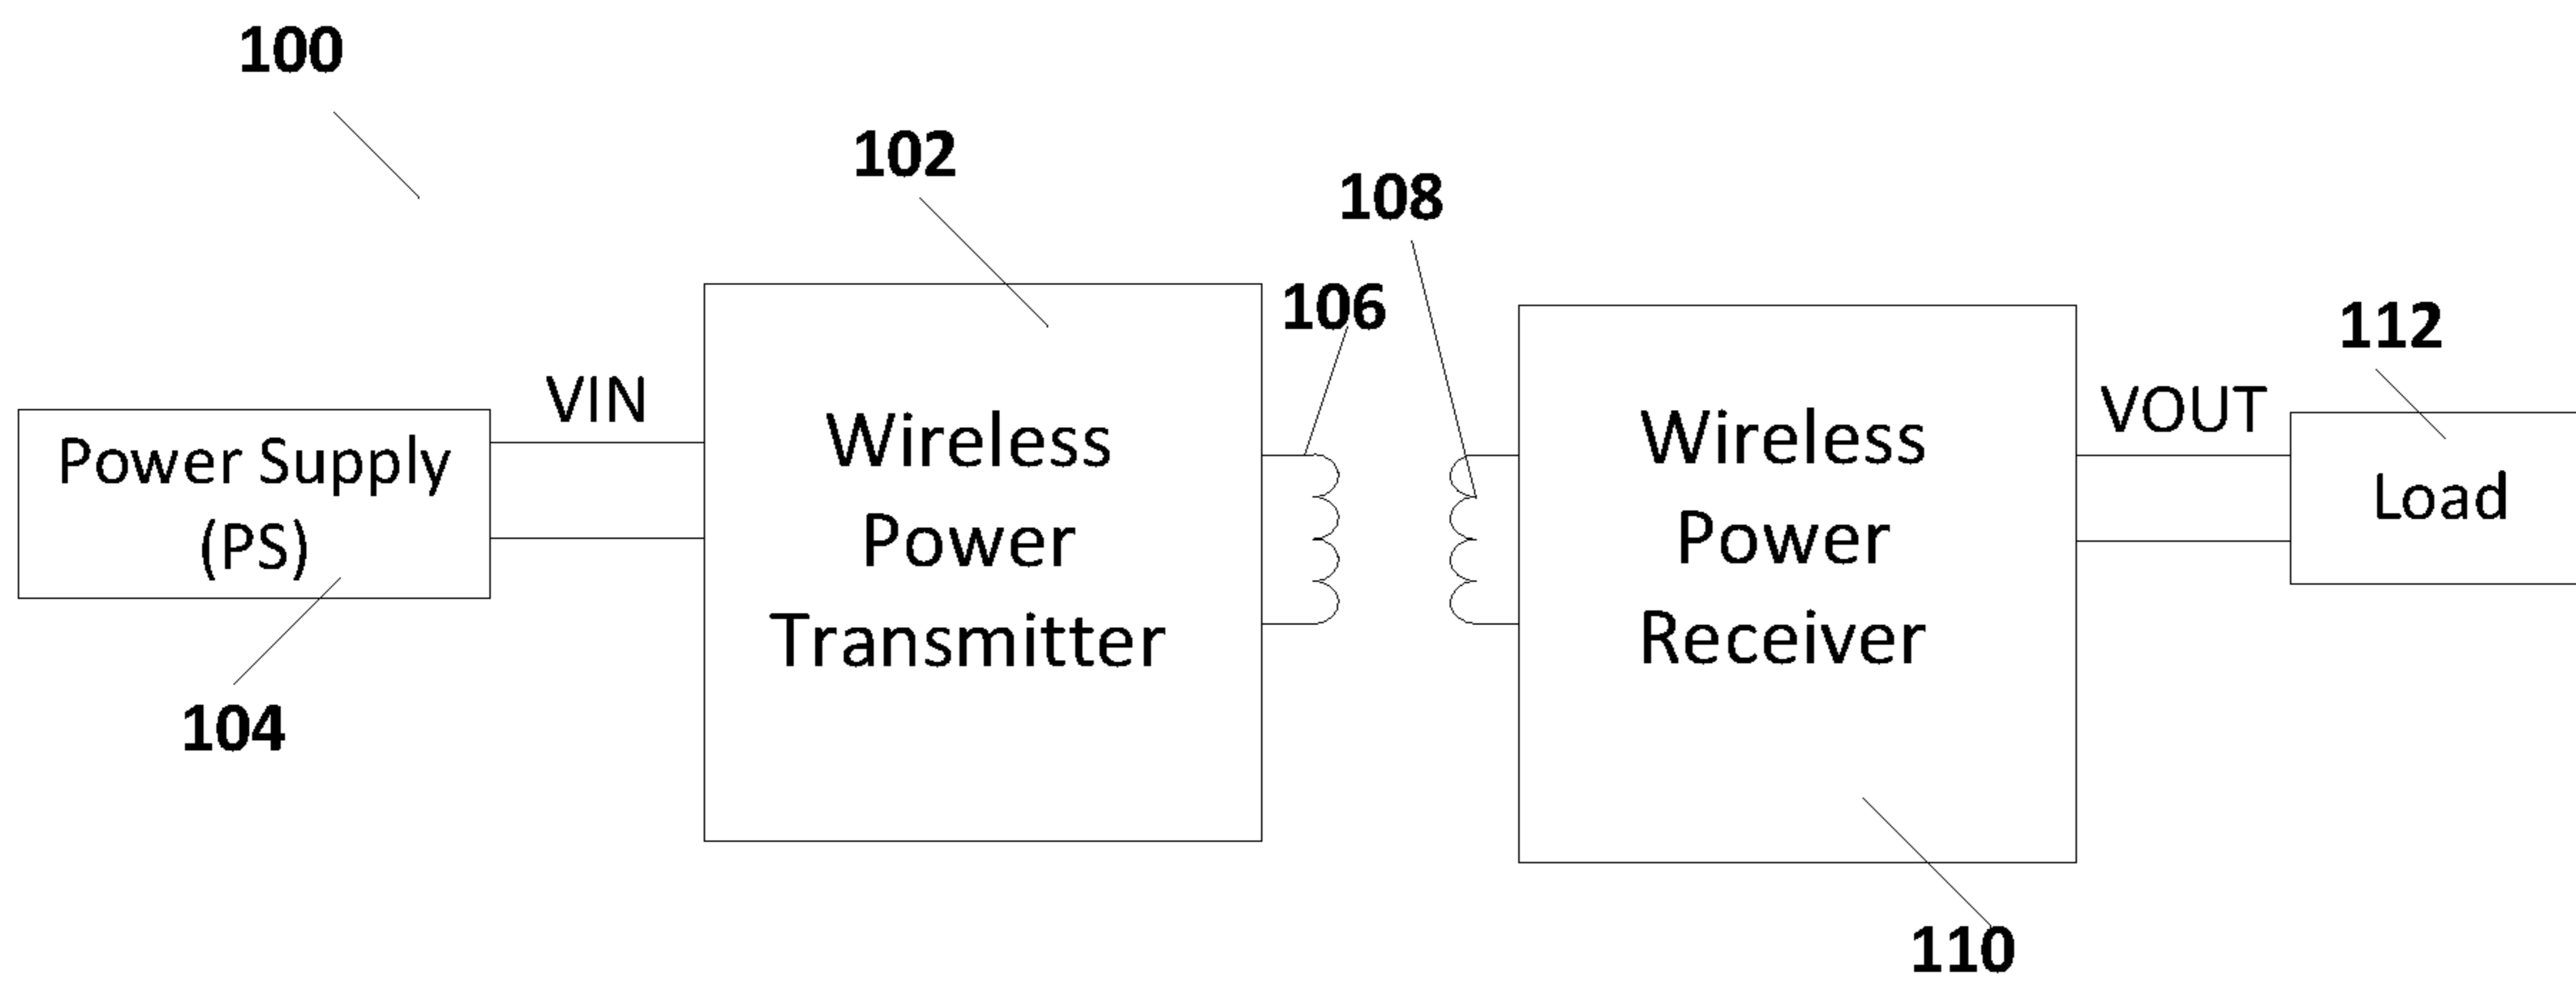 100
102
108
106
112
VIN
VOUT
Power Supply
(PS)
Wireless
Power
Transmitter
Wireless
Power
Receiver
Load
104
110